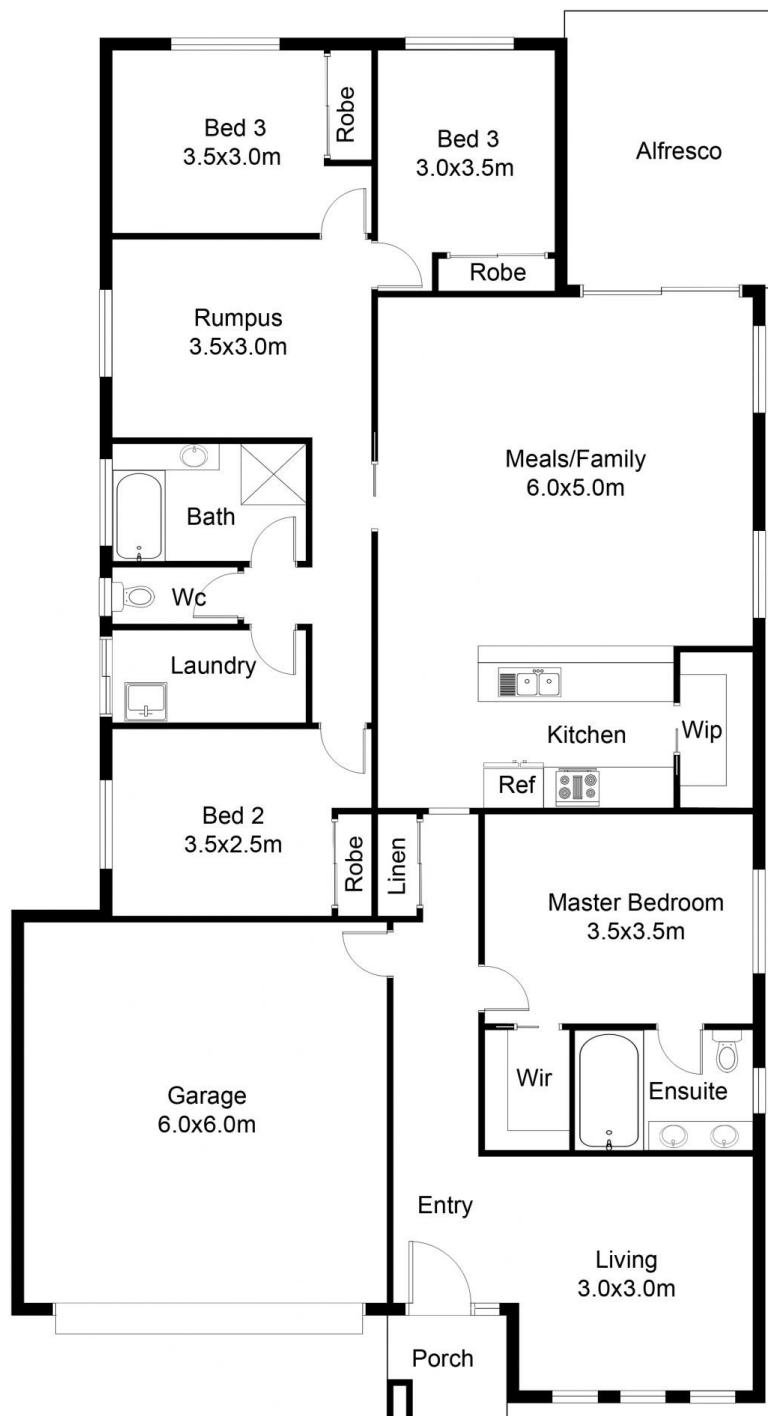 Bed 3
3.5x3.0m
Robe
Bed 3
3.0x3.5m
Robe
Alfresco
Rumpus
3.5x3.0m
Meals/Family
6.0x5.0m
Bath
Wc
Laundry
Kitchen
Wip
Ref
Bed 2
3.5x2.5m
Robe
Linen
Master Bedroom
3.5x3.5m
Wir
Ensuite
Garage
6.0x6.0m
Entry
Living
3.0x3.0m
Porch